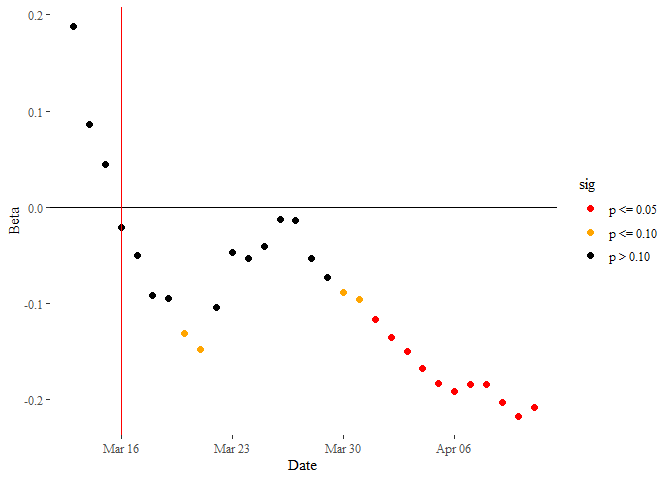 0.2
0.1
0.0
-0.1
-0.2
Beta
Mar 16
Mar 23
Mar 30
Apr 06
Date
sig
p <= 0.05
p <= 0.10
p > 0.10